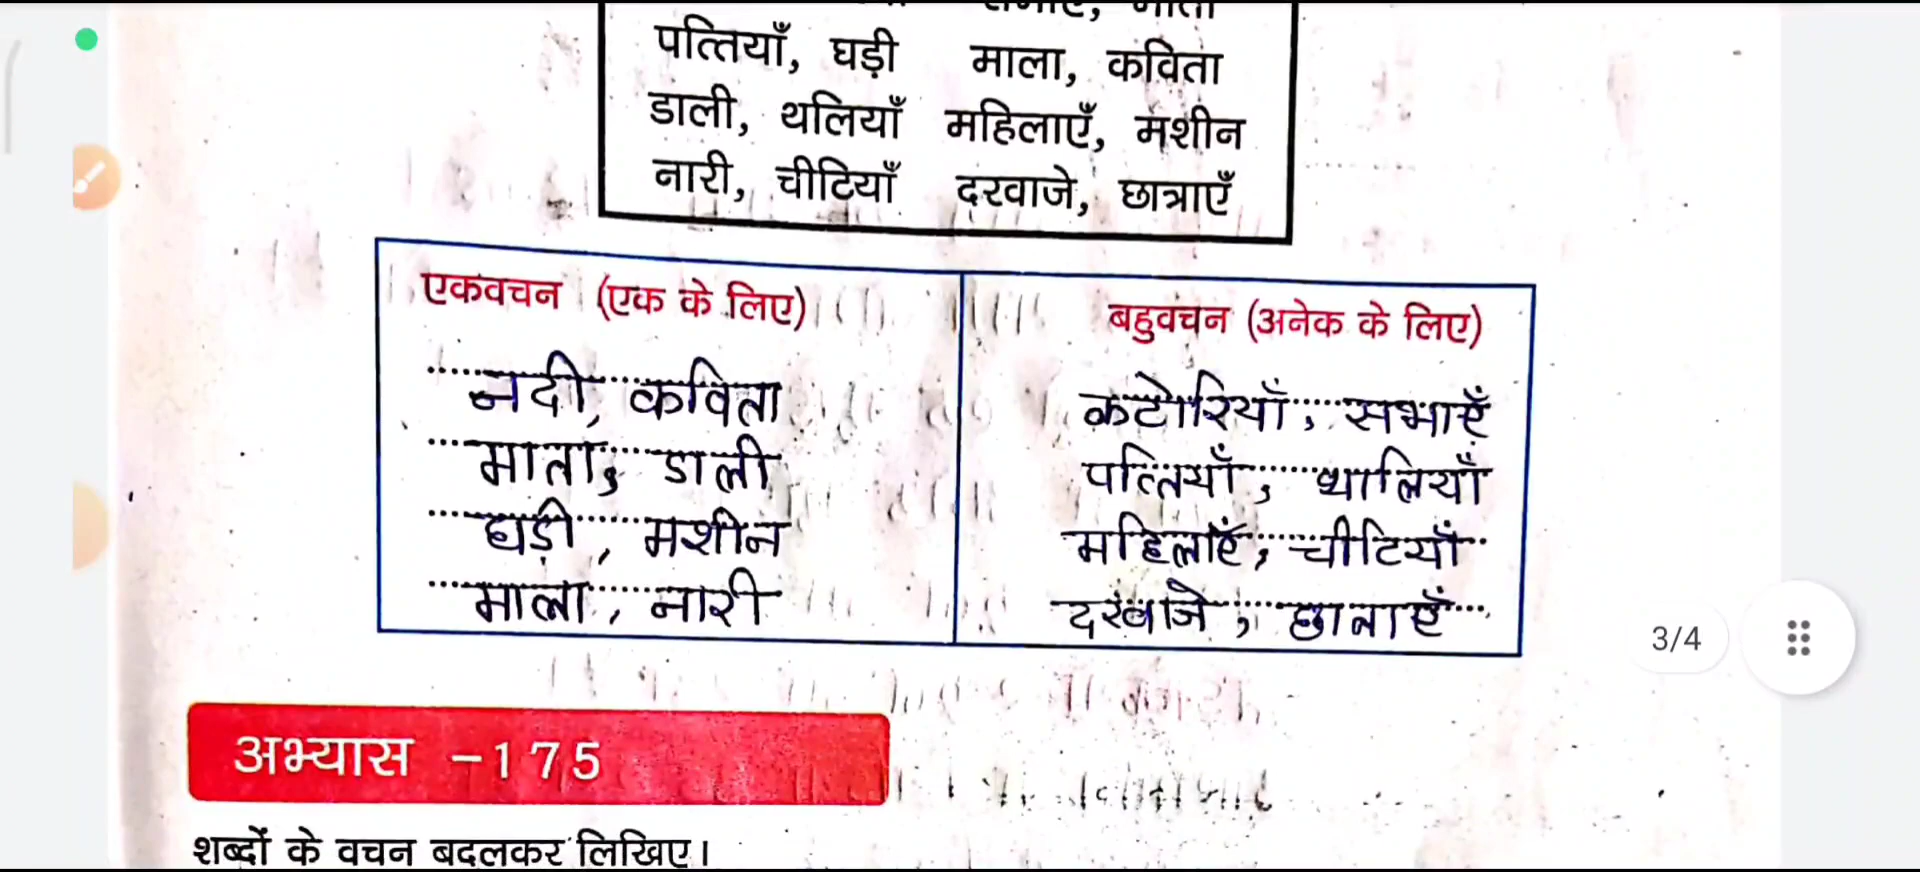 पत्तियाँ, घड़ी माला, कविता
डाली, थलियाँ महिलाएँ, मशीन
नारी, चीटियाँ दरवाजे, छात्राएँ
एकवचन (एक के लिए) बहुवचन (अनेक के लिए)
नदी, कविता कटोरियाँ, सभाएँ
माता, डाली पत्तियाँ, थालियाँ
घड़ी, मशीन महिलाएँ, चीटियाँ
माला, नारी दरवाजे, छात्राएँ
3/4
अभ्यास -175
शब्दों के वचन बदलकर लिखिए।